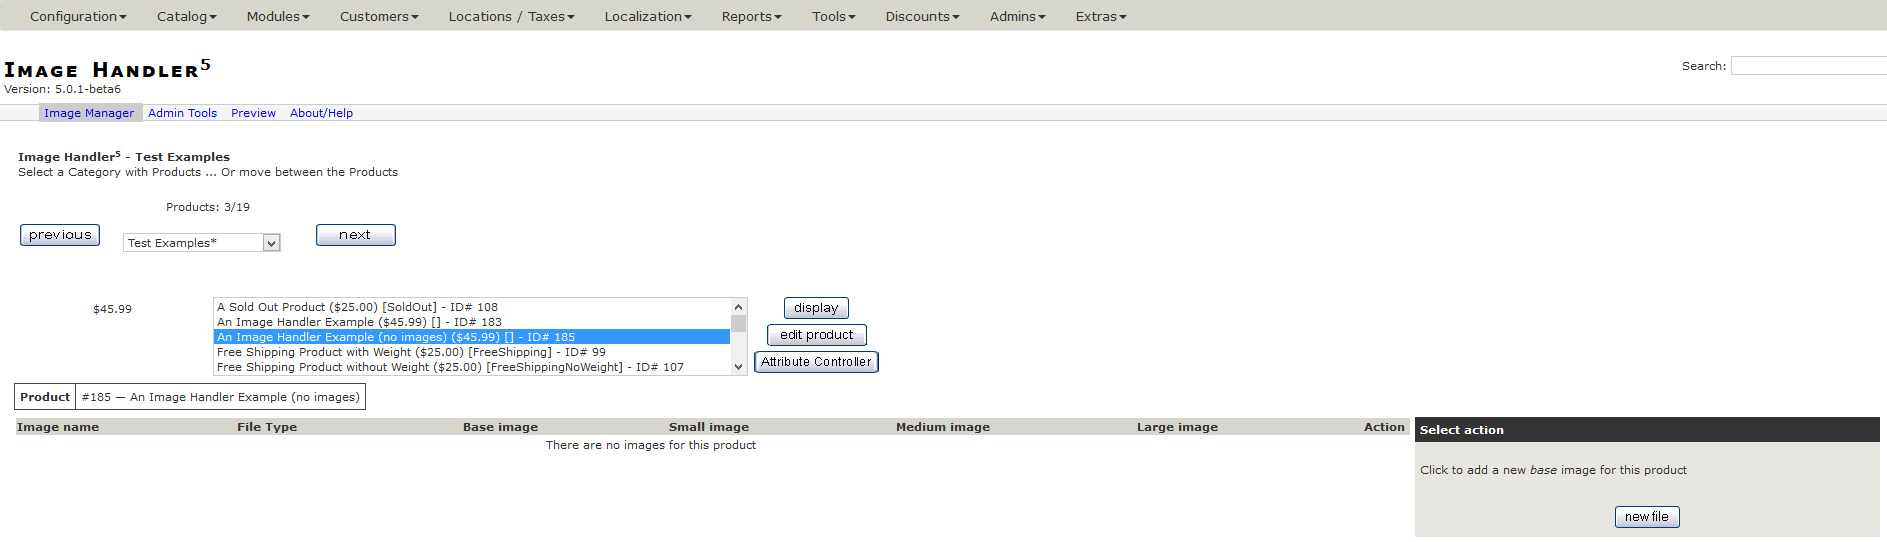 Configuration Catalog Modules Customers Locations / Taxes Localization Reports Tools Discounts Admins Extras
IMAGE HANDLER5
Search:
Version: 5.0.1-beta6
Image Manager Admin Tools Preview About/Help
Image Handler5 - Test Examples
Select a Category with Products ... Or move between the Products
Products: 3/19
previous Test Examples* next
$45.99
A Sold Out Product ($25.00) [SoldOut] - ID# 108
An Image Handler Example ($45.99) [] - ID# 183
An Image Handler Example (no images) ($45.99) [] - ID# 185
Free Shipping Product with Weight ($25.00) [FreeShipping] - ID# 99
Free Shipping Product without Weight ($25.00) [FreeShippingNoWeight] - ID# 107
display
edit product
Attribute Controller
Product #185 — An Image Handler Example (no images)
Image name File Type Base image Small image Medium image Large image Action
There are no images for this product
Select action
Click to add a new base image for this product
new file